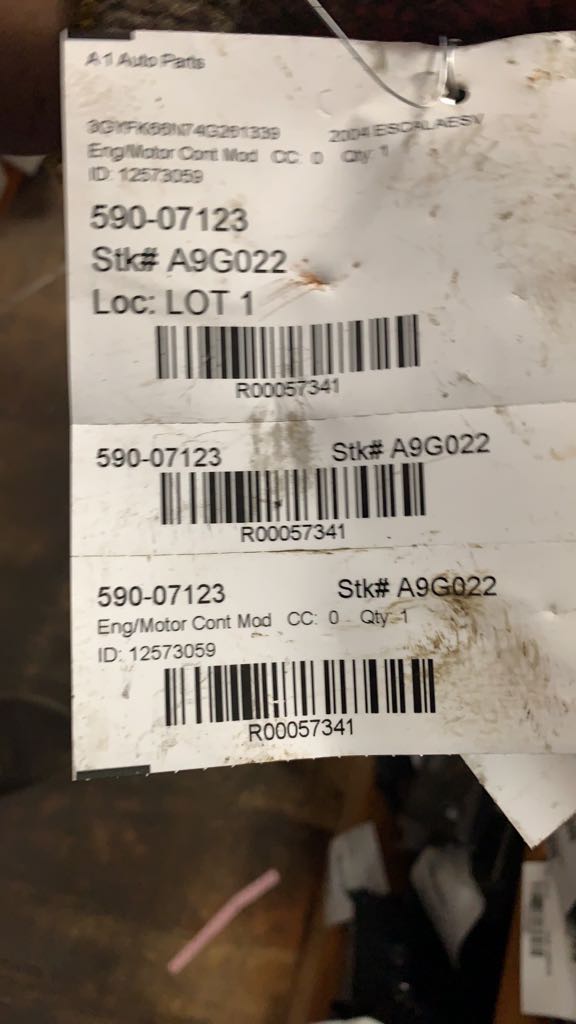 A1 Auto Parts
3GYFK66N74G261339 2004 ESCALAESV
Eng/Motor Cont Mod CC: 0 Qty: 1
ID: 12573059
590-07123
Stk# A9G022
Loc: LOT 1
R00057341
590-07123 Stk# A9G022
R00057341
590-07123 Stk# A9G022
Eng/Motor Cont Mod CC: 0 Qty: 1
ID: 12573059
R00057341